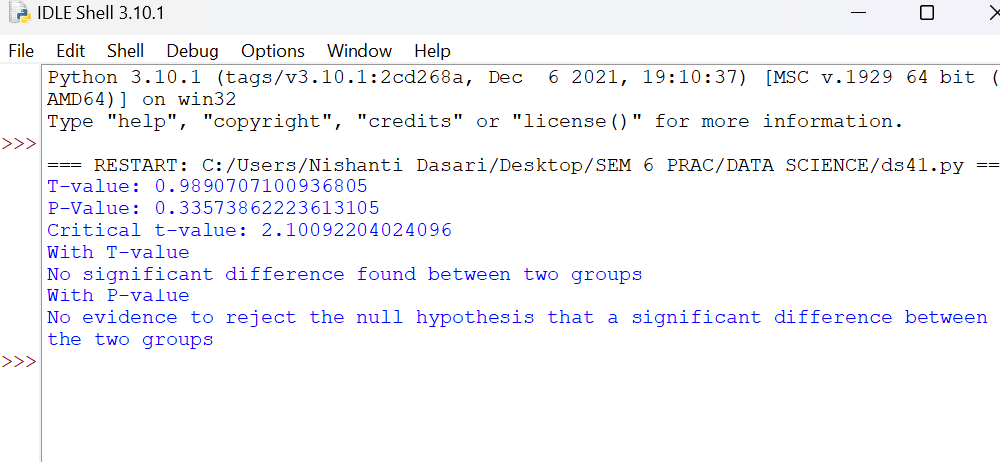 IDLE Shell 3.10.1
File Edit Shell Debug Options Window Help
Python 3.10.1 (tags/v3.10.1:2cd268a, Dec  6 2021, 19:10:37) [MSC v.1929 64 bit (
AMD64)] on win32
Type "help", "copyright", "credits" or "license()" for more information.
>>>
=== RESTART: C:/Users/Nishanti Dasari/Desktop/SEM 6 PRAC/DATA SCIENCE/ds41.py ==
T-value: 0.9890707100936805
P-Value: 0.33573862223613105
Critical t-value: 2.10092204024096
With T-value
No significant difference found between two groups
With P-value
No evidence to reject the null hypothesis that a significant difference between
the two groups
>>>